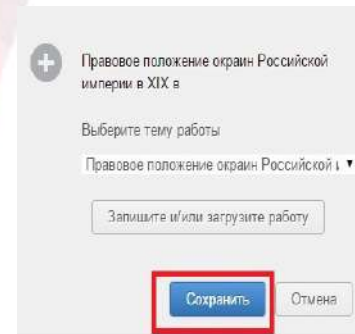 Правовое положение окраин Российской
империи в XIX в
Выберите тему работы
Правовое положение окраин Российской и
Запишите и/или загрузите работу
Сохранить Отмена